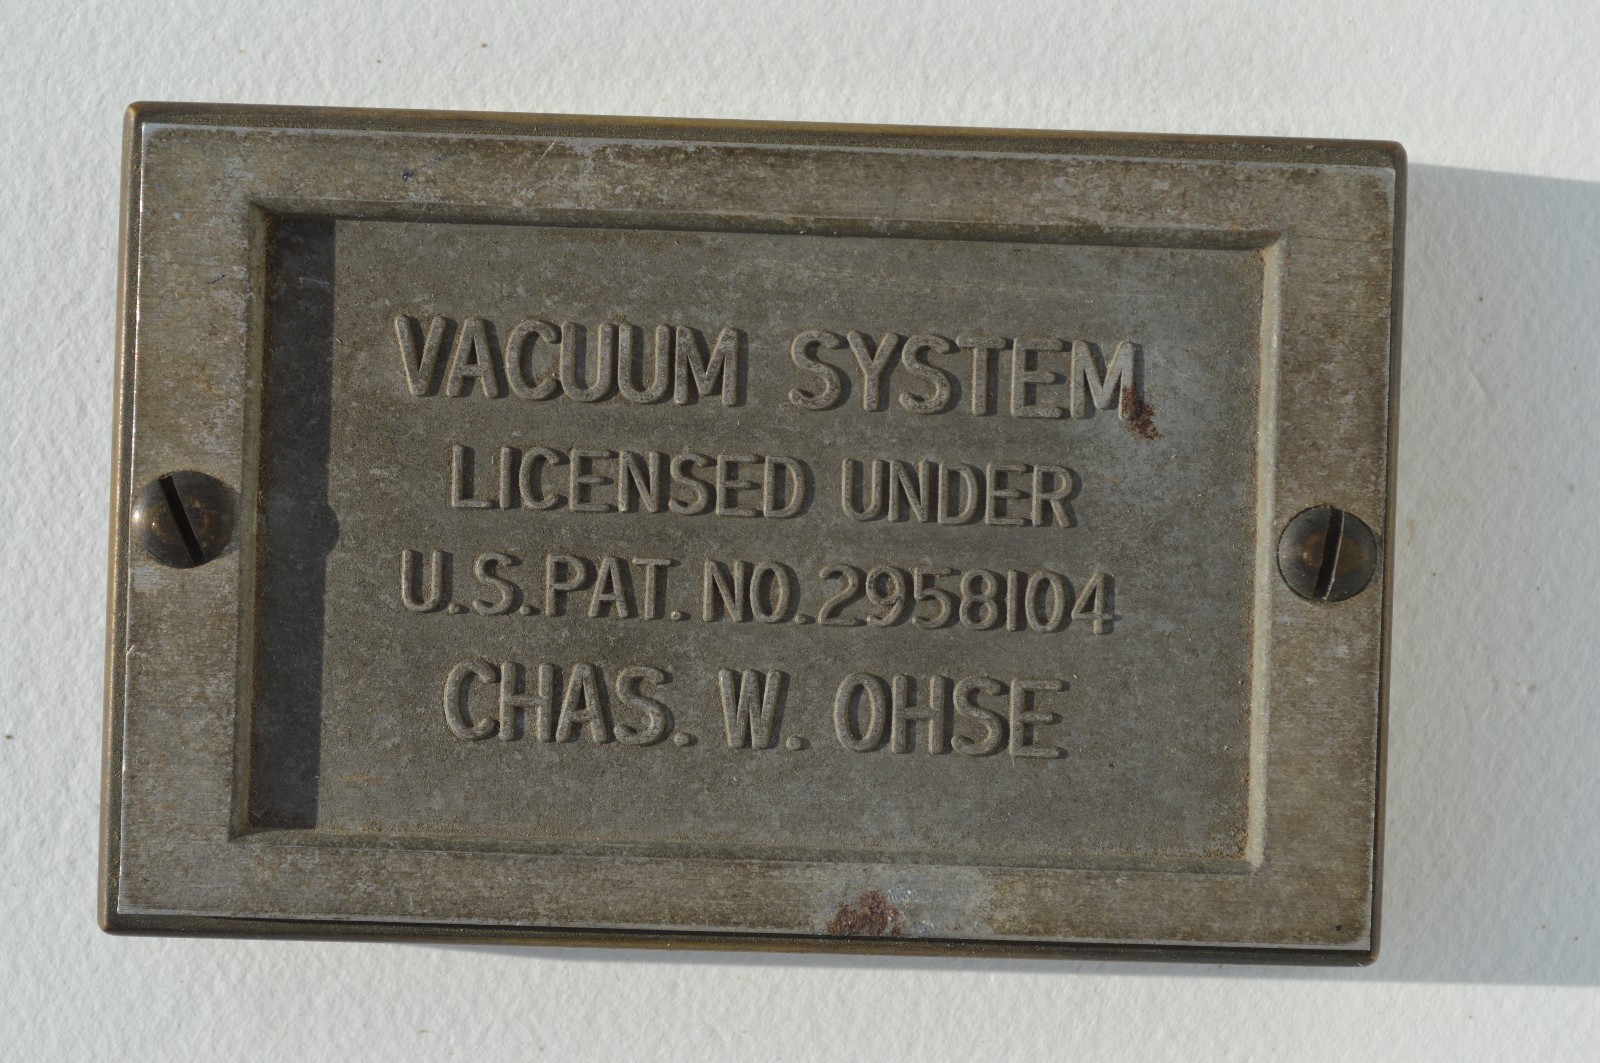 VACUUM SYSTEM
LICENSED UNDER
U.S.PAT. NO.2958104
CHAS. W. OHSE